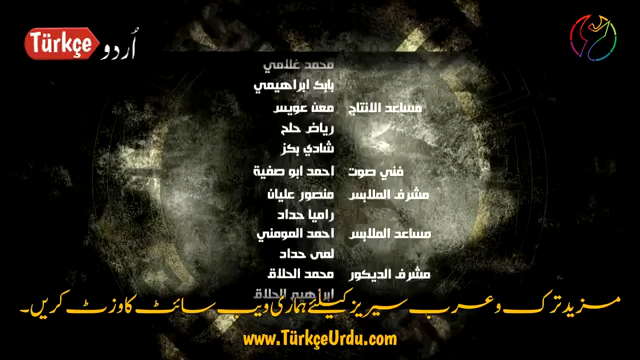 Türkçe اُردو
محمد غلامي
بابك ابراهيمي
مساعد الانتاج معن عويس
رياض حلح
شادي بكز
فني صوت احمد ابو صفية
مشرف الملابس منصور عليان
راميا حداد
مساعد الملابس احمد المومني
لمى حداد
مشرف الديكور محمد الحلاق
ابراهيم الحلاق
مزید ترک و عرب سیریز کیلئے ہماری ویب سائٹ کا وزٹ کریں۔
www.TürkçeUrdu.com